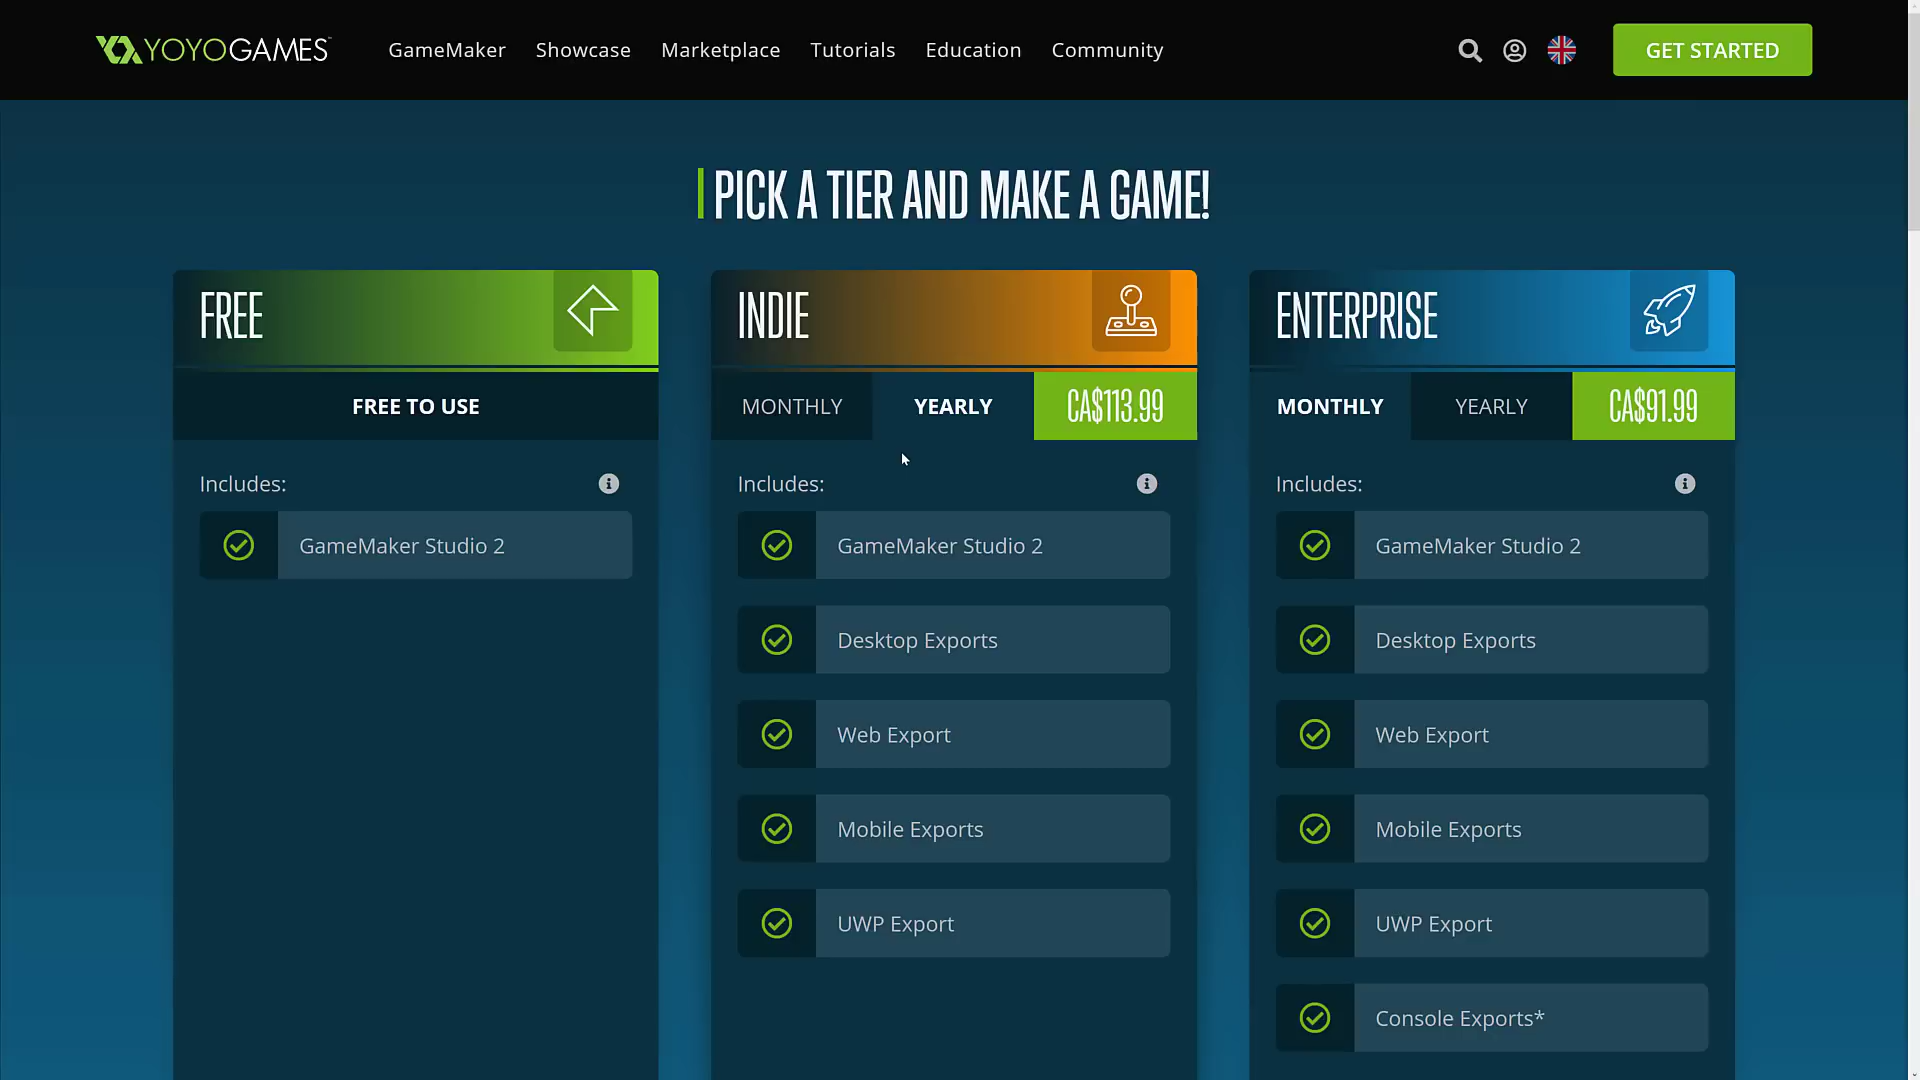 YOYOGAMES™
GameMaker
Showcase
Marketplace
Tutorials
Education
Community
GET STARTED
PICK A TIER AND MAKE A GAME!
FREE
FREE TO USE
Includes:
GameMaker Studio 2
INDIE
MONTHLY
YEARLY
CA$113.99
Includes:
GameMaker Studio 2
Desktop Exports
Web Export
Mobile Exports
UWP Export
ENTERPRISE
MONTHLY
YEARLY
CA$91.99
Includes:
GameMaker Studio 2
Desktop Exports
Web Export
Mobile Exports
UWP Export
Console Exports*